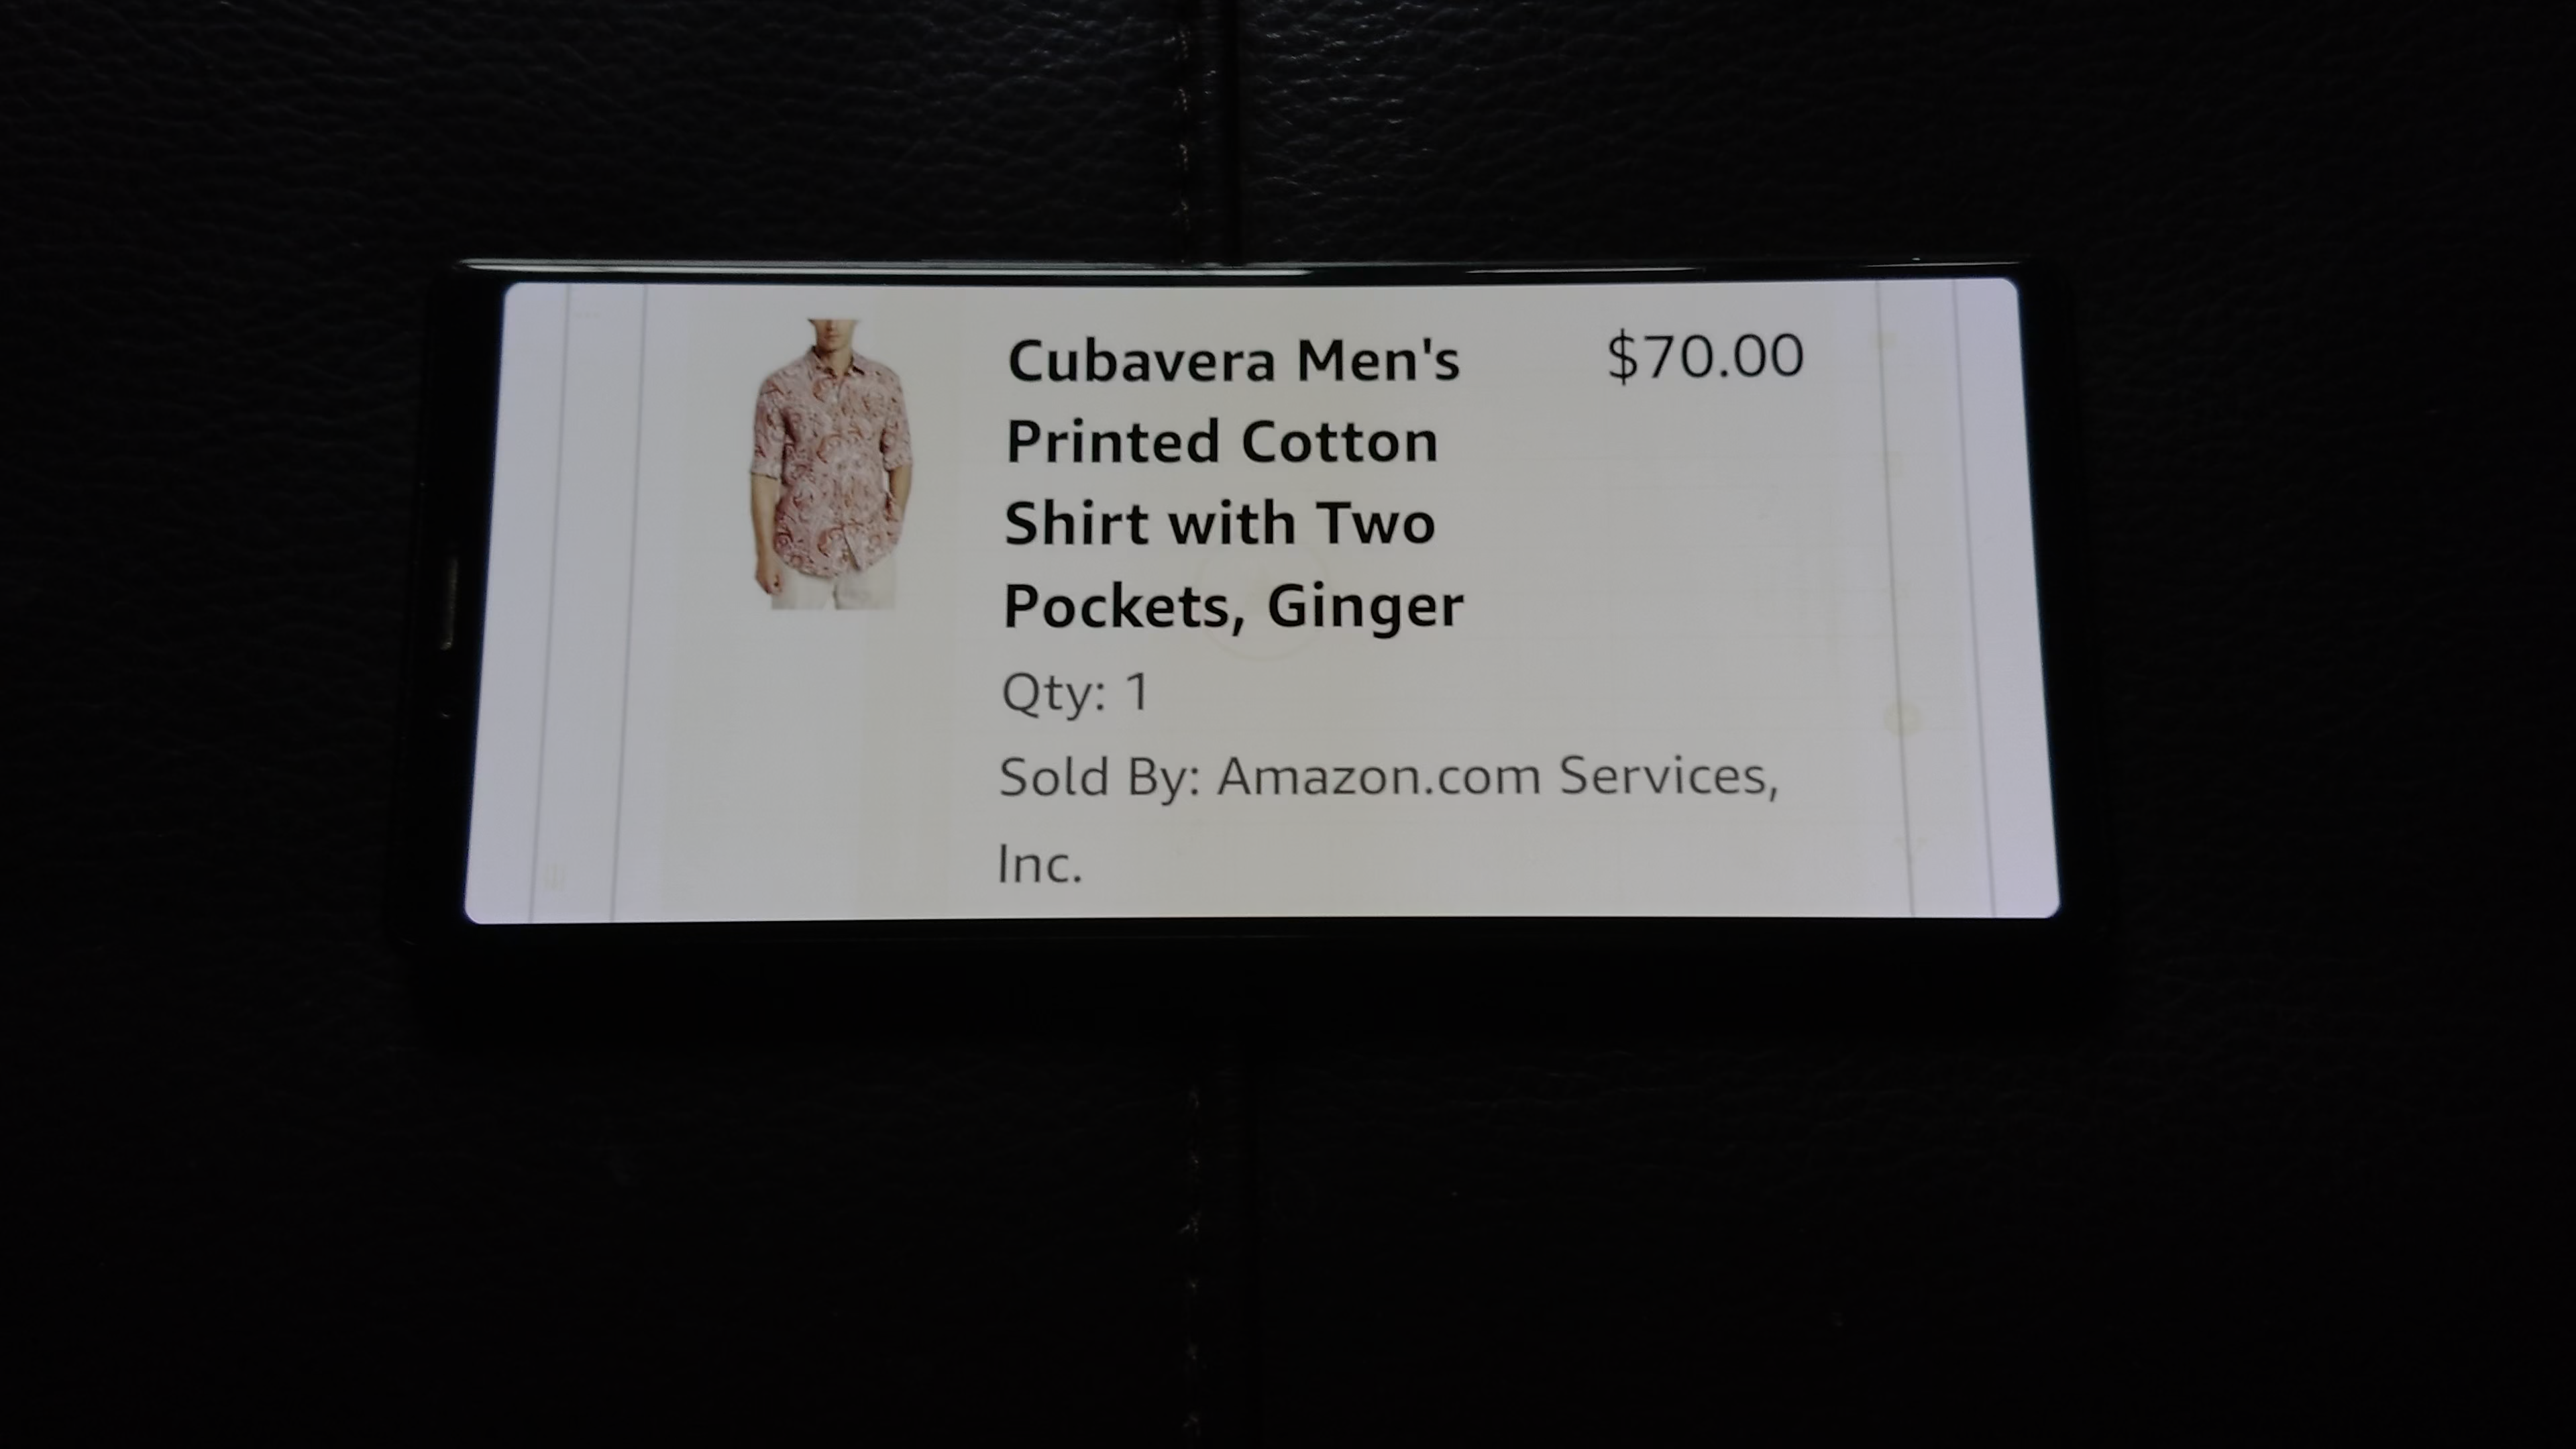 Cubavera Men's $70.00
Printed Cotton
Shirt with Two
Pockets, Ginger
Qty: 1
Sold By: Amazon.com Services,
Inc.